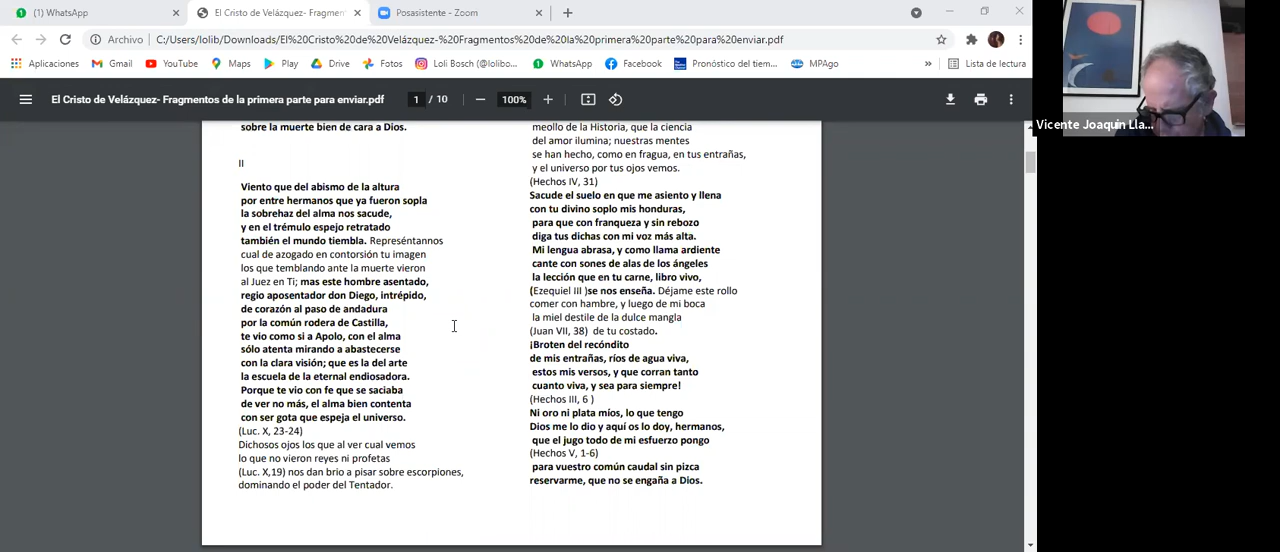 (1) WhatsApp
El Cristo de Velázquez- Fragment
Posasistente - Zoom
Archivo
C:/Users/lolib/Downloads/El%20Cristo%20de%20Velázquez-%20Fragmentos%20de%20la%20primera%20parte%20para%20enviar.pdf
Aplicaciones
Gmail
YouTube
Maps
Play
Drive
Fotos
Loli Bosch (@lolibo...
WhatsApp
Facebook
Pronóstico del tiem...
MPAgo
»
Lista de lectura
El Cristo de Velázquez- Fragmentos de la primera parte para enviar.pdf
1 / 10
100%
Vicente Joaquin Lla...
sobre la muerte bien de cara a Dios.
II
Viento que del abismo de la altura
por entre hermanos que ya fueron sopla
la sobrehaz del alma nos sacude,
y en el trémulo espejo retratado
también el mundo tiembla. Represéntannos
cual de azogado en contorsión tu imagen
los que temblando ante la muerte vieron
al Juez en Ti; mas este hombre asentado,
regio aposentador don Diego, intrépido,
de corazón al paso de andadura
por la común rodera de Castilla,
te vio como si a Apolo, con el alma
sólo atenta mirando a abastecerse
con la clara visión; que es la del arte
la escuela de la eternal endiosadora.
Porque te vio con fe que se saciaba
de ver no más, el alma bien contenta
con ser gota que espeja el universo.
(Luc. X, 23-24)
Dichosos ojos los que al ver cual vemos
lo que no vieron reyes ni profetas
(Luc. X,19) nos dan brio a pisar sobre escorpiones,
dominando el poder del Tentador.
meollo de la Historia, que la ciencia
del amor ilumina; nuestras mentes
se han hecho, como en fragua, en tus entrañas,
y el universo por tus ojos vemos.
(Hechos IV, 31)
Sacude el suelo en que me asiento y llena
con tu divino soplo mis honduras,
para que con franqueza y sin rebozo
diga tus dichas con mi voz más alta.
Mi lengua abrasa, y como llama ardiente
cante con sones de alas de los ángeles
la lección que en tu carne, libro vivo,
(Ezequiel III )se nos enseña. Déjame este rollo
comer con hambre, y luego de mi boca
la miel destile de la dulce mangla
(Juan VII, 38) de tu costado.
¡Broten del recóndito
de mis entrañas, ríos de agua viva,
estos mis versos, y que corran tanto
cuanto viva, y sea para siempre!
(Hechos III, 6 )
Ni oro ni plata míos, lo que tengo
Dios me lo dio y aquí os lo doy, hermanos,
que el jugo todo de mi esfuerzo pongo
(Hechos V, 1-6)
para vuestro común caudal sin pizca
reservarme, que no se engaña a Dios.